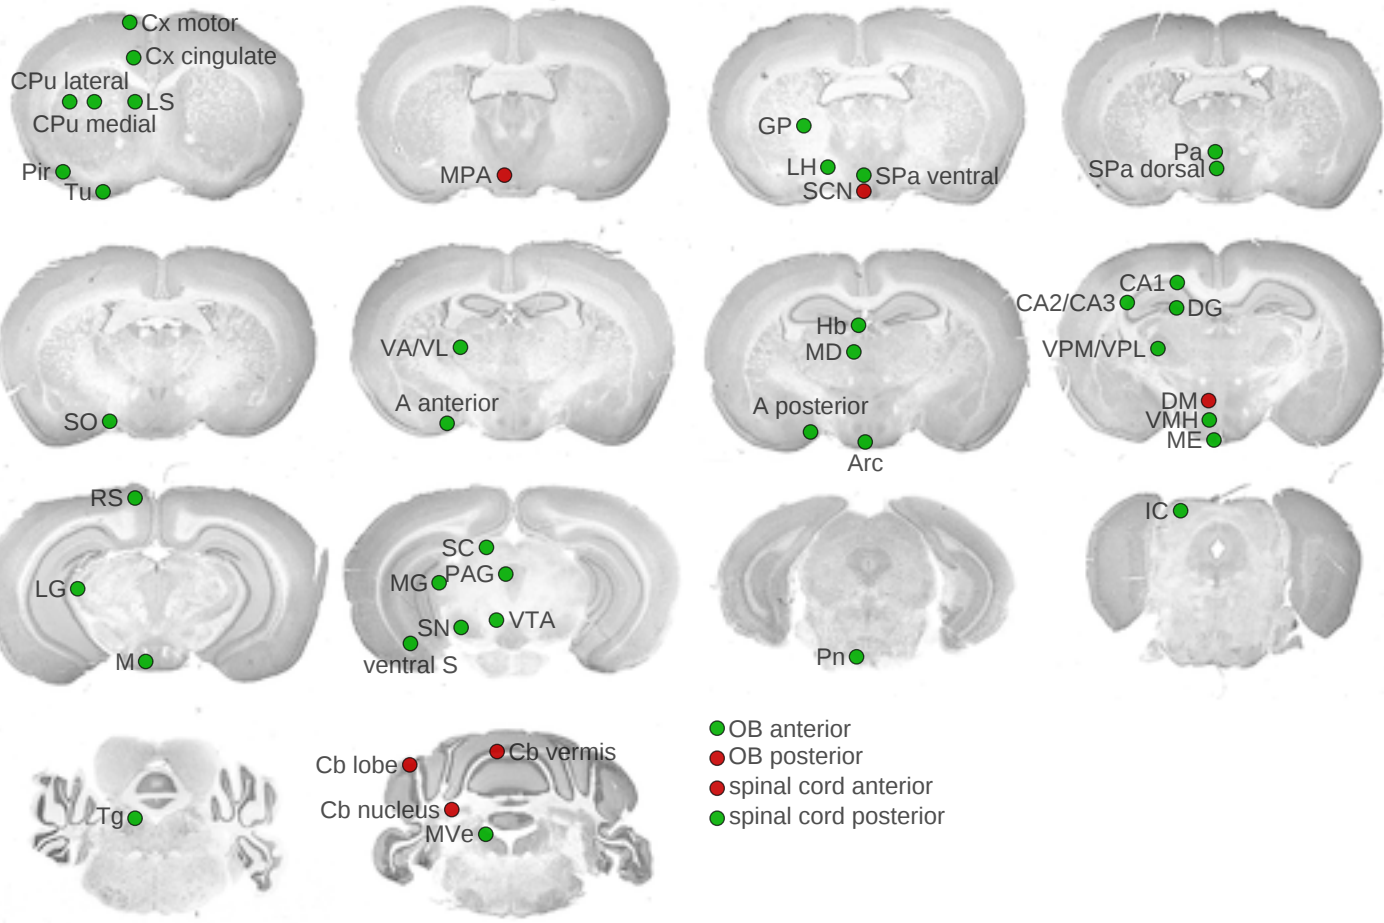 Cx motor
Cx cingulate
CPu lateral
LS
CPu medial
Pir
Tu
MPA
GP
LH
SPa ventral
SCN
Pa
SPa dorsal
SO
VA/VL
A anterior
Hb
MD
A posterior
Arc
CA1
CA2/CA3
DG
VPM/VPL
DM
VMH
ME
RS
LG
M
SC
MG
PAG
SN
VTA
ventral S
Pn
IC
Tg
Cb lobe
Cb vermis
Cb nucleus
MVe
OB anterior
OB posterior
spinal cord anterior
spinal cord posterior